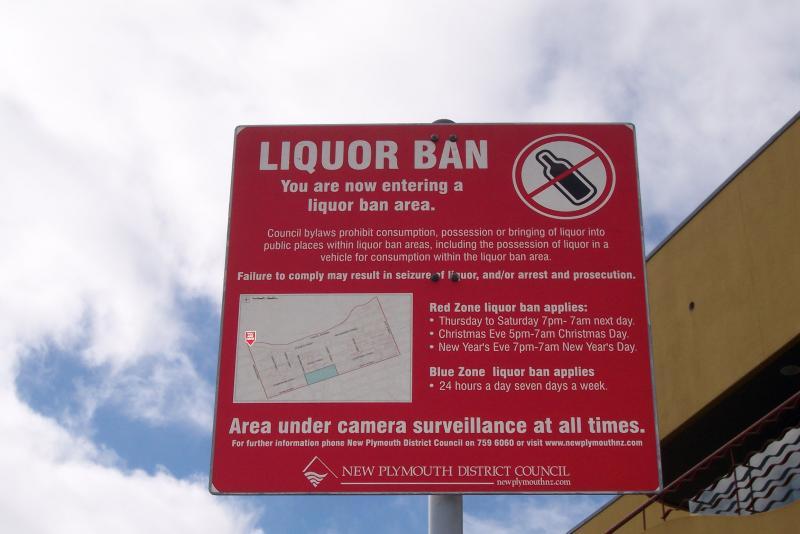 LIQUOR BAN
You are now entering a
liquor ban area.
Council bylaws prohibit consumption, possession or bringing of liquor into
public places within liquor ban areas, including the possession of liquor in a
vehicle for consumption within the liquor ban area.
Failure to comply may result in seizure of liquor, and/or arrest and prosecution.
Red Zone liquor ban applies:
• Thursday to Saturday 7pm- 7am next day.
• Christmas Eve 5pm-7am Christmas Day.
• New Year's Eve 7pm-7am New Year's Day.
Blue Zone liquor ban applies
• 24 hours a day seven days a week.
Area under camera surveillance at all times.
For further information phone New Plymouth District Council on 759 6060 or visit www.newplymouthnz.com
NEW PLYMOUTH DISTRICT COUNCIL
newplymouthnz.com